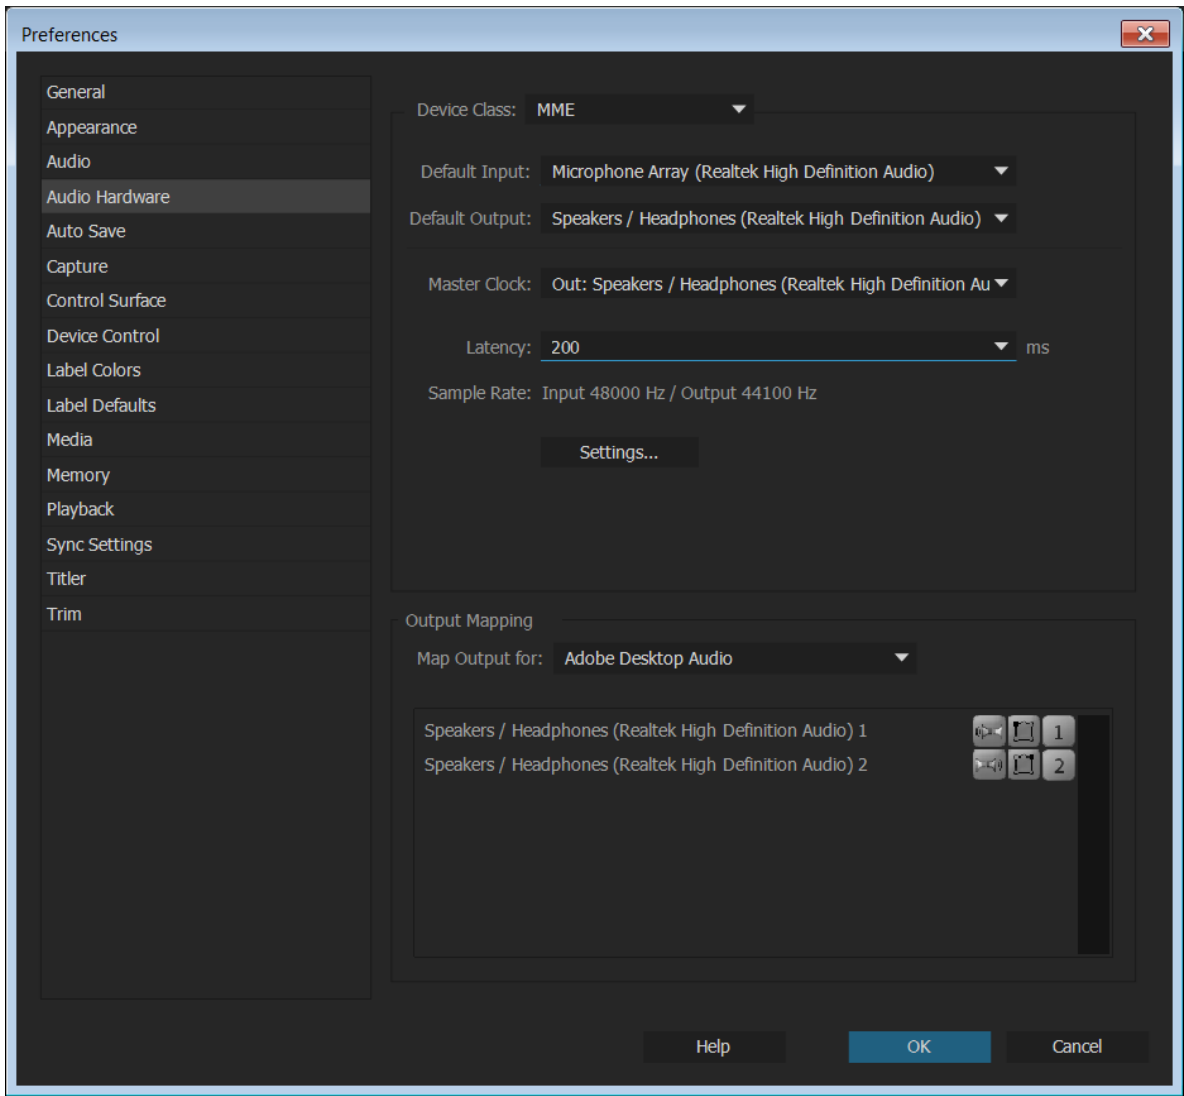 Preferences
General
Appearance
Audio
Audio Hardware
Auto Save
Capture
Control Surface
Device Control
Label Colors
Label Defaults
Media
Memory
Playback
Sync Settings
Titler
Trim
Device Class: MME
Default Input: Microphone Array (Realtek High Definition Audio)
Default Output: Speakers / Headphones (Realtek High Definition Audio)
Master Clock: Out: Speakers / Headphones (Realtek High Definition Au
Latency: 200 ms
Sample Rate: Input 48000 Hz / Output 44100 Hz
Settings...
Output Mapping
Map Output for: Adobe Desktop Audio
Speakers / Headphones (Realtek High Definition Audio) 1 1
Speakers / Headphones (Realtek High Definition Audio) 2 2
Help OK Cancel